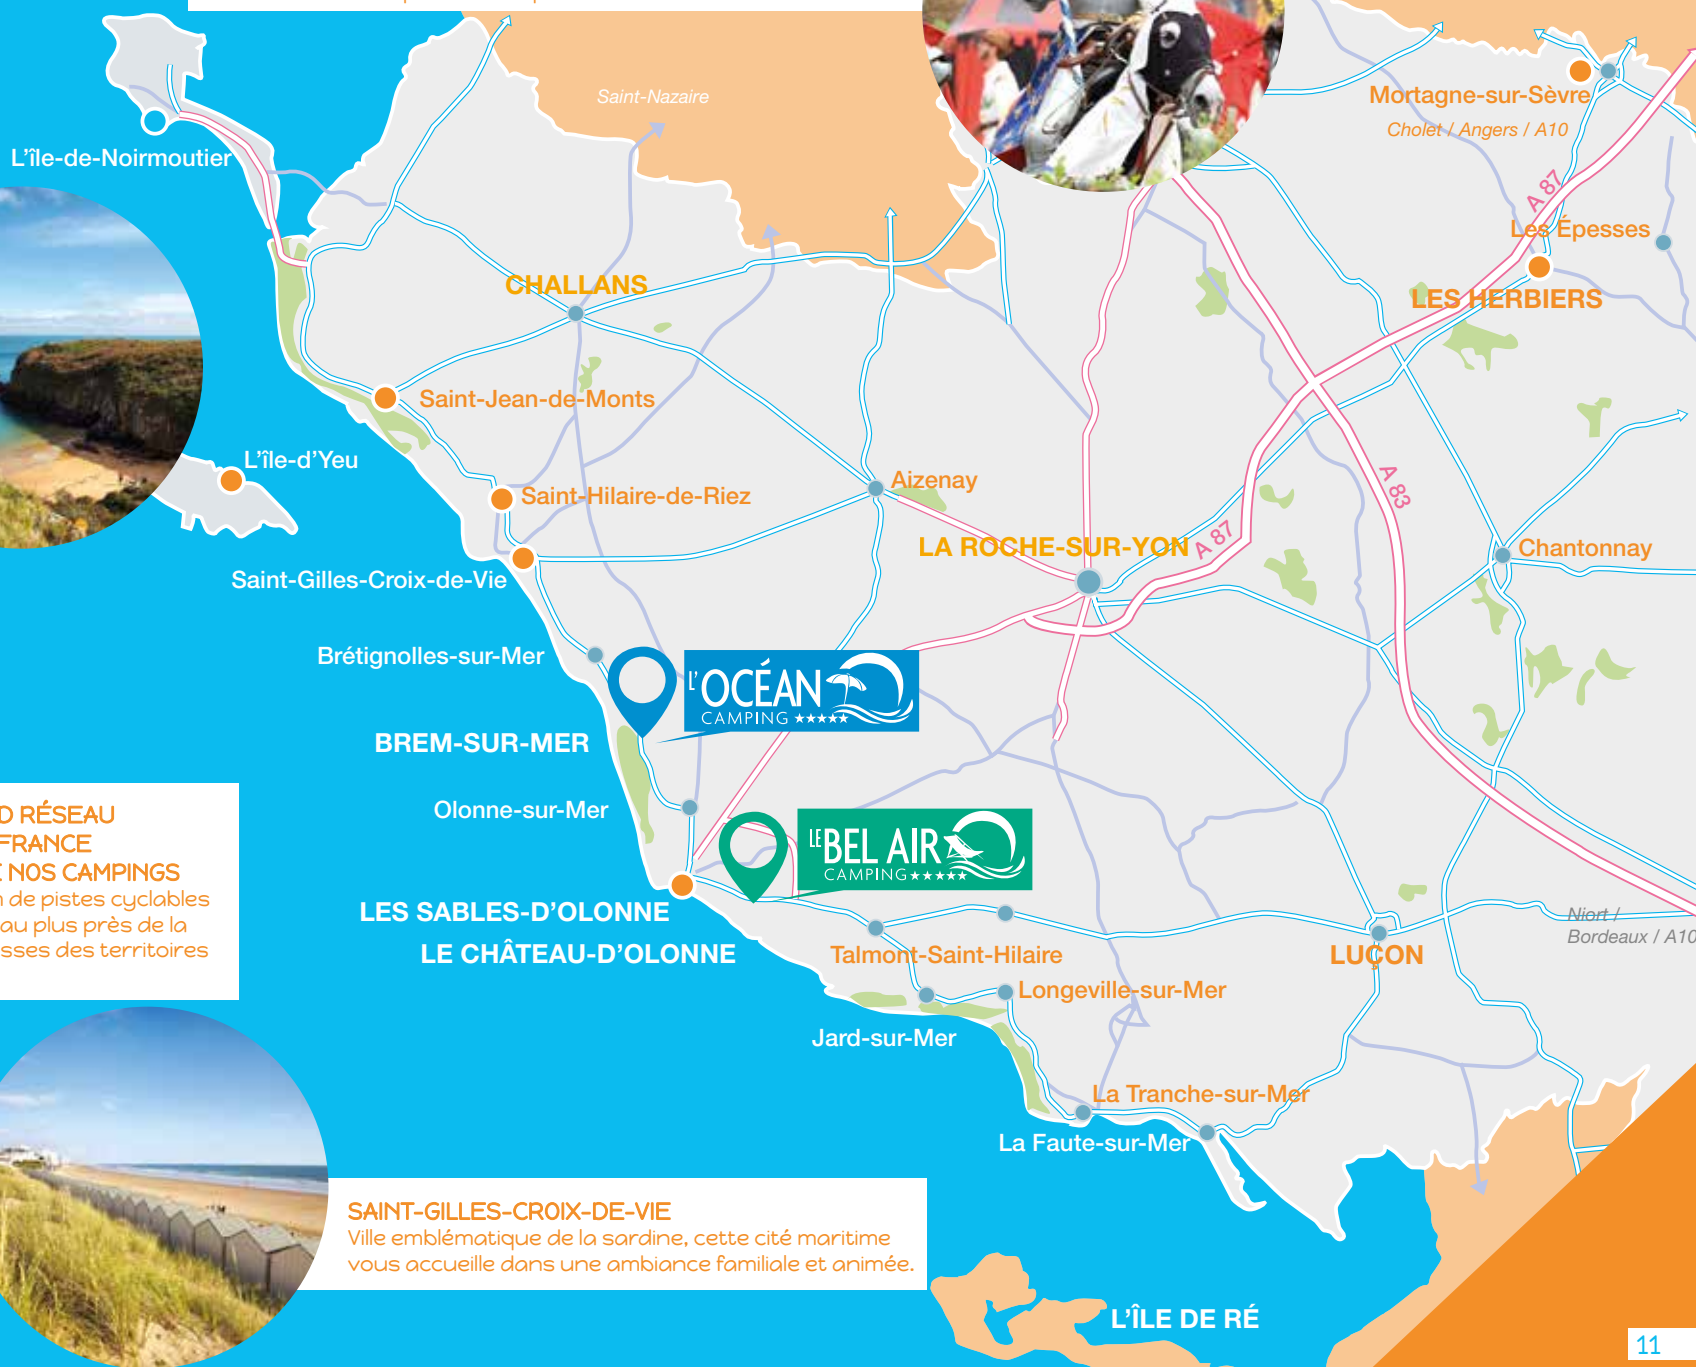 Saint-Nazaire
Mortagne-sur-Sèvre
Cholet / Angers / A10
L'île-de-Noirmoutier
A 87
Les Épesses
CHALLANS
LES HERBIERS
Saint-Jean-de-Monts
L'île-d'Yeu
Aizenay
Saint-Hilaire-de-Riez
A 83
LA ROCHE-SUR-YON
A 87
Chantonnay
Saint-Gilles-Croix-de-Vie
Brétignolles-sur-Mer
L'OCÉAN
CAMPING ★★★★★
BREM-SUR-MER
Olonne-sur-Mer
LE BEL AIR
CAMPING ★★★★★
D RÉSEAU
FRANCE
NOS CAMPINGS
de pistes cyclables
au plus près de la
sses des territoires
LES SABLES-D'OLONNE
LE CHÂTEAU-D'OLONNE
Talmont-Saint-Hilaire
LUÇON
Niort /
Bordeaux / A10
Longeville-sur-Mer
Jard-sur-Mer
La Tranche-sur-Mer
La Faute-sur-Mer
SAINT-GILLES-CROIX-DE-VIE
Ville emblématique de la sardine, cette cité maritime
vous accueille dans une ambiance familiale et animée.
L'ÎLE DE RÉ
11